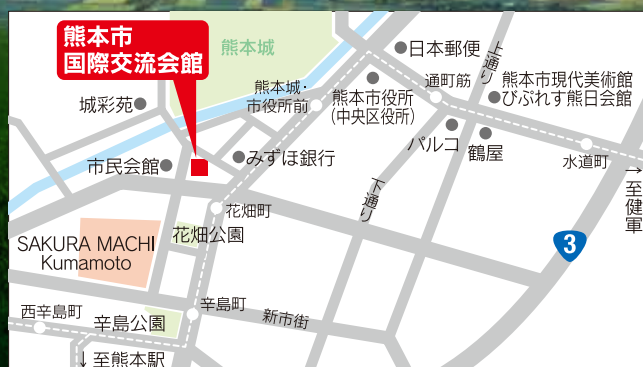 熊本市
国際交流会館
熊本城
日本郵便
上通り
熊本城・
市役所前
熊本市役所
(中央区役所)
通町筋
熊本市現代美術館
びぷれす熊日会館
城彩苑
パルコ
鶴屋
水道町
市民会館
みずほ銀行
→至健軍
下通り
花畑町
花畑公園
SAKURA MACHI
Kumamoto
3
西辛島町
辛島公園
辛島町
新市街
↓至熊本駅